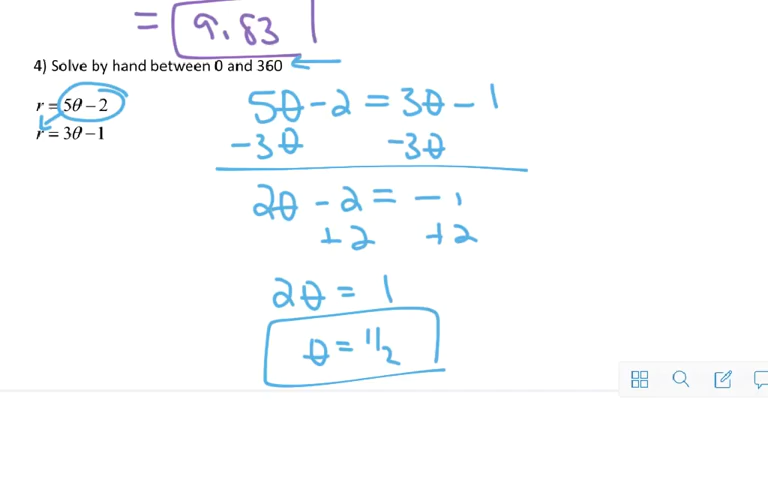 = 9.83
4) Solve by hand between 0 and 360
r = 5θ – 2
r = 3θ – 1
5θ - 2 = 3θ - 1
-3θ -3θ
2θ - 2 = -1
+2 +2
2θ = 1
θ = 1/2